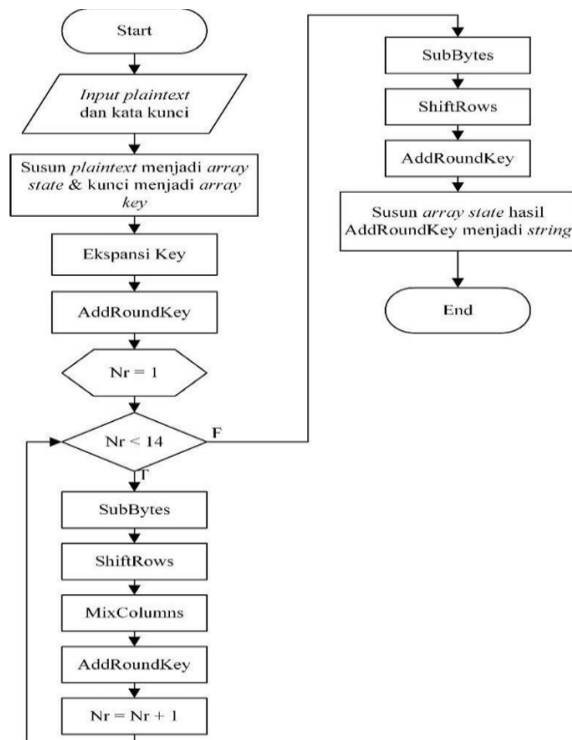 Start
Input plaintext
dan kata kunci
Susun plaintext menjadi array
state & kunci menjadi array
key
Ekspansi Key
AddRoundKey
Nr = 1
Nr < 14
F
T
SubBytes
ShiftRows
MixColumns
AddRoundKey
Nr = Nr + 1
SubBytes
ShiftRows
AddRoundKey
Susun array state hasil
AddRoundKey menjadi string
End